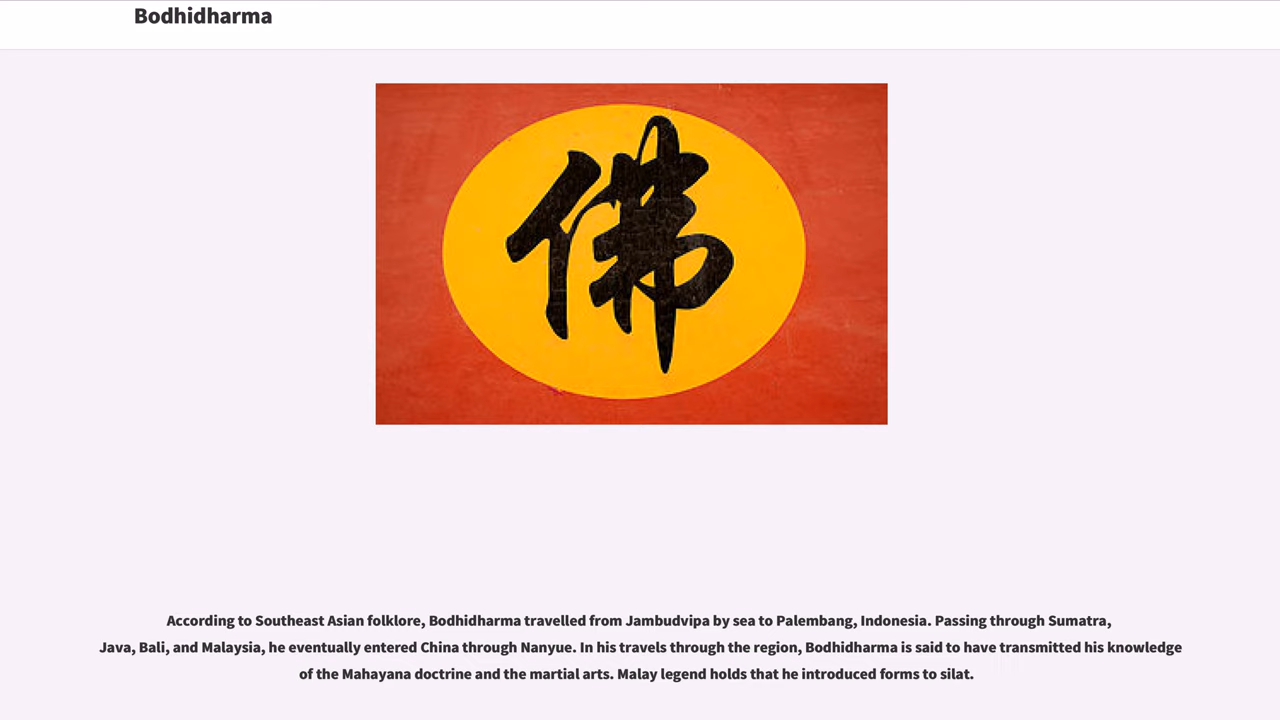 Bodhidharma
佛
According to Southeast Asian folklore, Bodhidharma travelled from Jambudvipa by sea to Palembang, Indonesia. Passing through Sumatra,
Java, Bali, and Malaysia, he eventually entered China through Nanyue. In his travels through the region, Bodhidharma is said to have transmitted his knowledge
of the Mahayana doctrine and the martial arts. Malay legend holds that he introduced forms to silat.